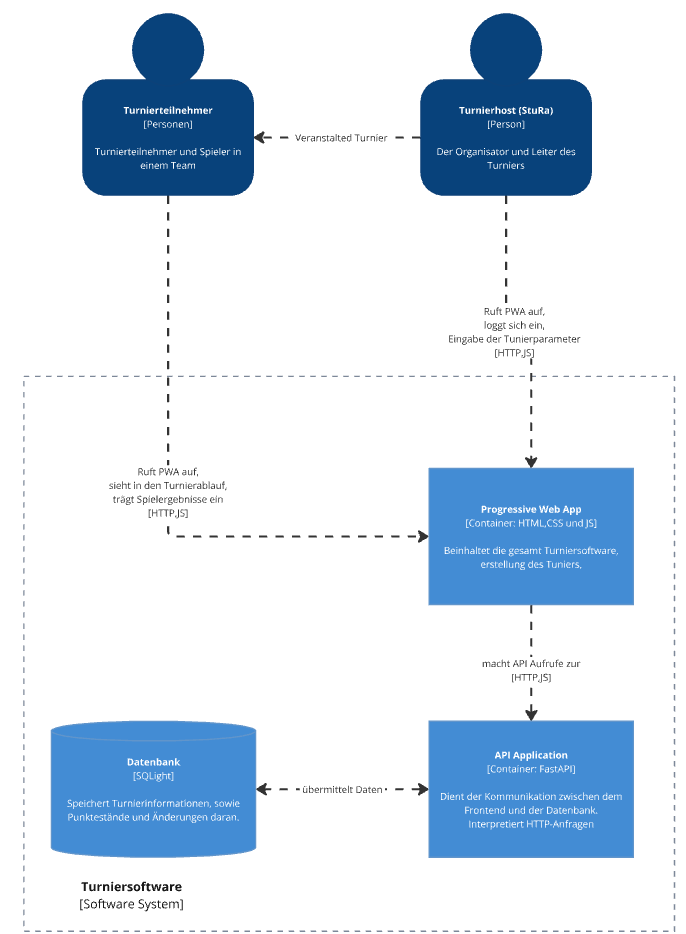 Turnierteilnehmer
[Personen]
Turnierteilnehmer und Spieler in
einem Team
Veranstalted Turnier
Turnierhost (StuRa)
[Person]
Der Organisator und Leiter des
Turniers
Ruft PWA auf,
loggt sich ein,
Eingabe der Tunierparameter
[HTTP,JS]
Ruft PWA auf,
sieht in den Turnierablauf,
trägt Spielergebnisse ein
[HTTP,JS]
Progressive Web App
[Container: HTML,CSS und JS]
Beinhaltet die gesamt Turniersoftware,
erstellung des Tuniers,
macht API Aufrufe zur
[HTTP,JS]
Datenbank
[SQLight]
Speichert Turnierinformationen, sowie
Punktestände und Änderungen daran.
übermittelt Daten
API Application
[Container: FastAPI]
Dient der Kommunikation zwischen dem
Frontend und der Datenbank.
Interpretiert HTTP-Anfragen
Turniersoftware
[Software System]